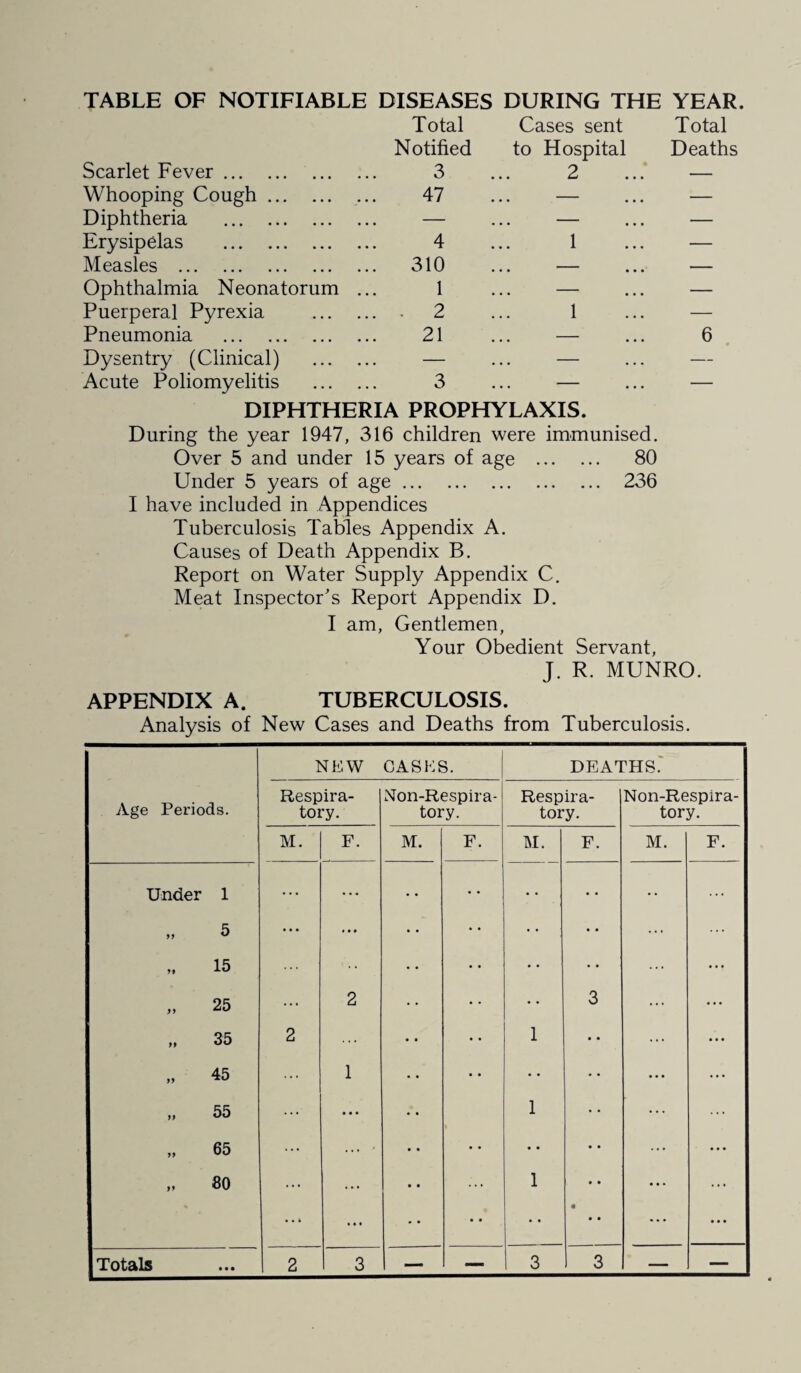 TABLE OF NOTIFIABLE DISEASES DURING THE YEAR.
Total Cases sent Total
Notified to Hospital Deaths
Scarlet Fever ... ... ... ... 3 ... 2 ... —
Whooping Cough ... ... ... 47 ... — ... —
Diphtheria ... ... ... ... — ... — ... —
Erysipelas ... ... ... ... 4 ... 1 ... —
Measles ... ... ... ... ... 310 ... — ... —
Ophthalmia Neonatorum ... 1 ... — ... —
Puerperal Pyrexia ... ... 2 ... 1 ... —
Pneumonia ... ... ... ... 21 ... — ... 6
Dysentry (Clinical) ... ... — ... — ... —
Acute Poliomyelitis ... ... 3 ... — ... —
DIPHTHERIA PROPHYLAXIS.
During the year 1947, 316 children were immunised.
Over 5 and under 15 years of age ... ... 80
Under 5 years of age ... ... ... ... ... 236
I have included in Appendices
Tuberculosis Tables Appendix A.
Causes of Death Appendix B.
Report on Water Supply Appendix C.
Meat Inspector's Report Appendix D.
I am, Gentlemen,
Your Obedient Servant,
J. R. MUNRO.
APPENDIX A. TUBERCULOSIS.
Analysis of New Cases and Deaths from Tuberculosis.
NEW CASES. DEATHS.
Age Periods. Respira- Non-Respira- Respira- Non-Respira-
tory. tory. tory. tory.
M. F. M. F. M. F. M. F.
Under 1 ... ... .. .. .. .. .. ...
„ 5 ... ... .. .. .. .. ... ...
„ 15 ... .. .. .. .. .. ... ...
„ 25 ... 2 .. .. .. 3 ... ...
„ 35 2 ... .. .. 1 .. ... ...
„ 45 ... 1 .. .. .. .. ... ...
„ 55 ... ... .. 1 .. ... ...
„ 65 ... ... .. .. .. .. ... ...
„ 80 ... ... .. ... 1 .. ... ...
... ... .. .. .. .. ... ...
Totals ... 2 3 — — 3 3 — —